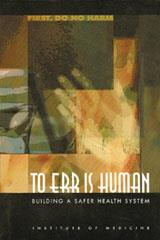 FIRST, DO NO HARM
TO ERR IS HUMAN
BUILDING A SAFER HEALTH SYSTEM
INSTITUTE OF MEDICINE